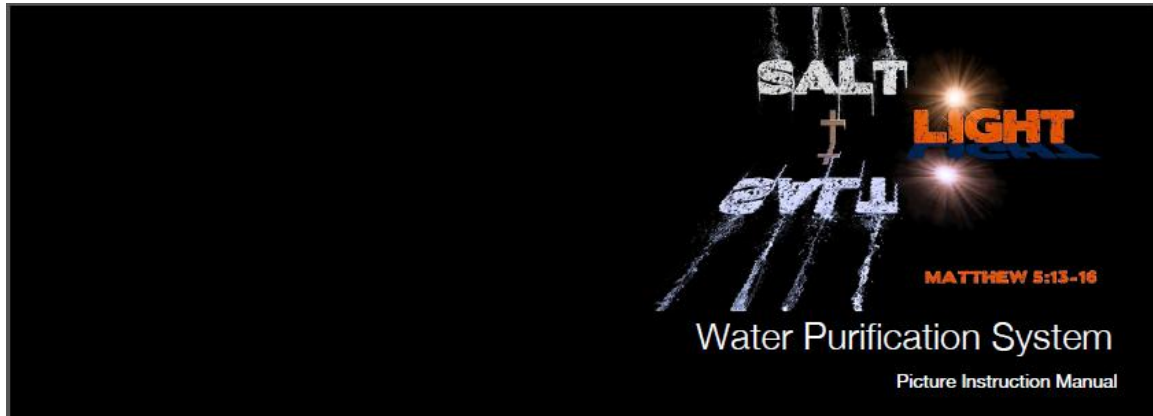 SALT
LIGHT
MATTHEW 5:13-16
Water Purification System
Picture Instruction Manual